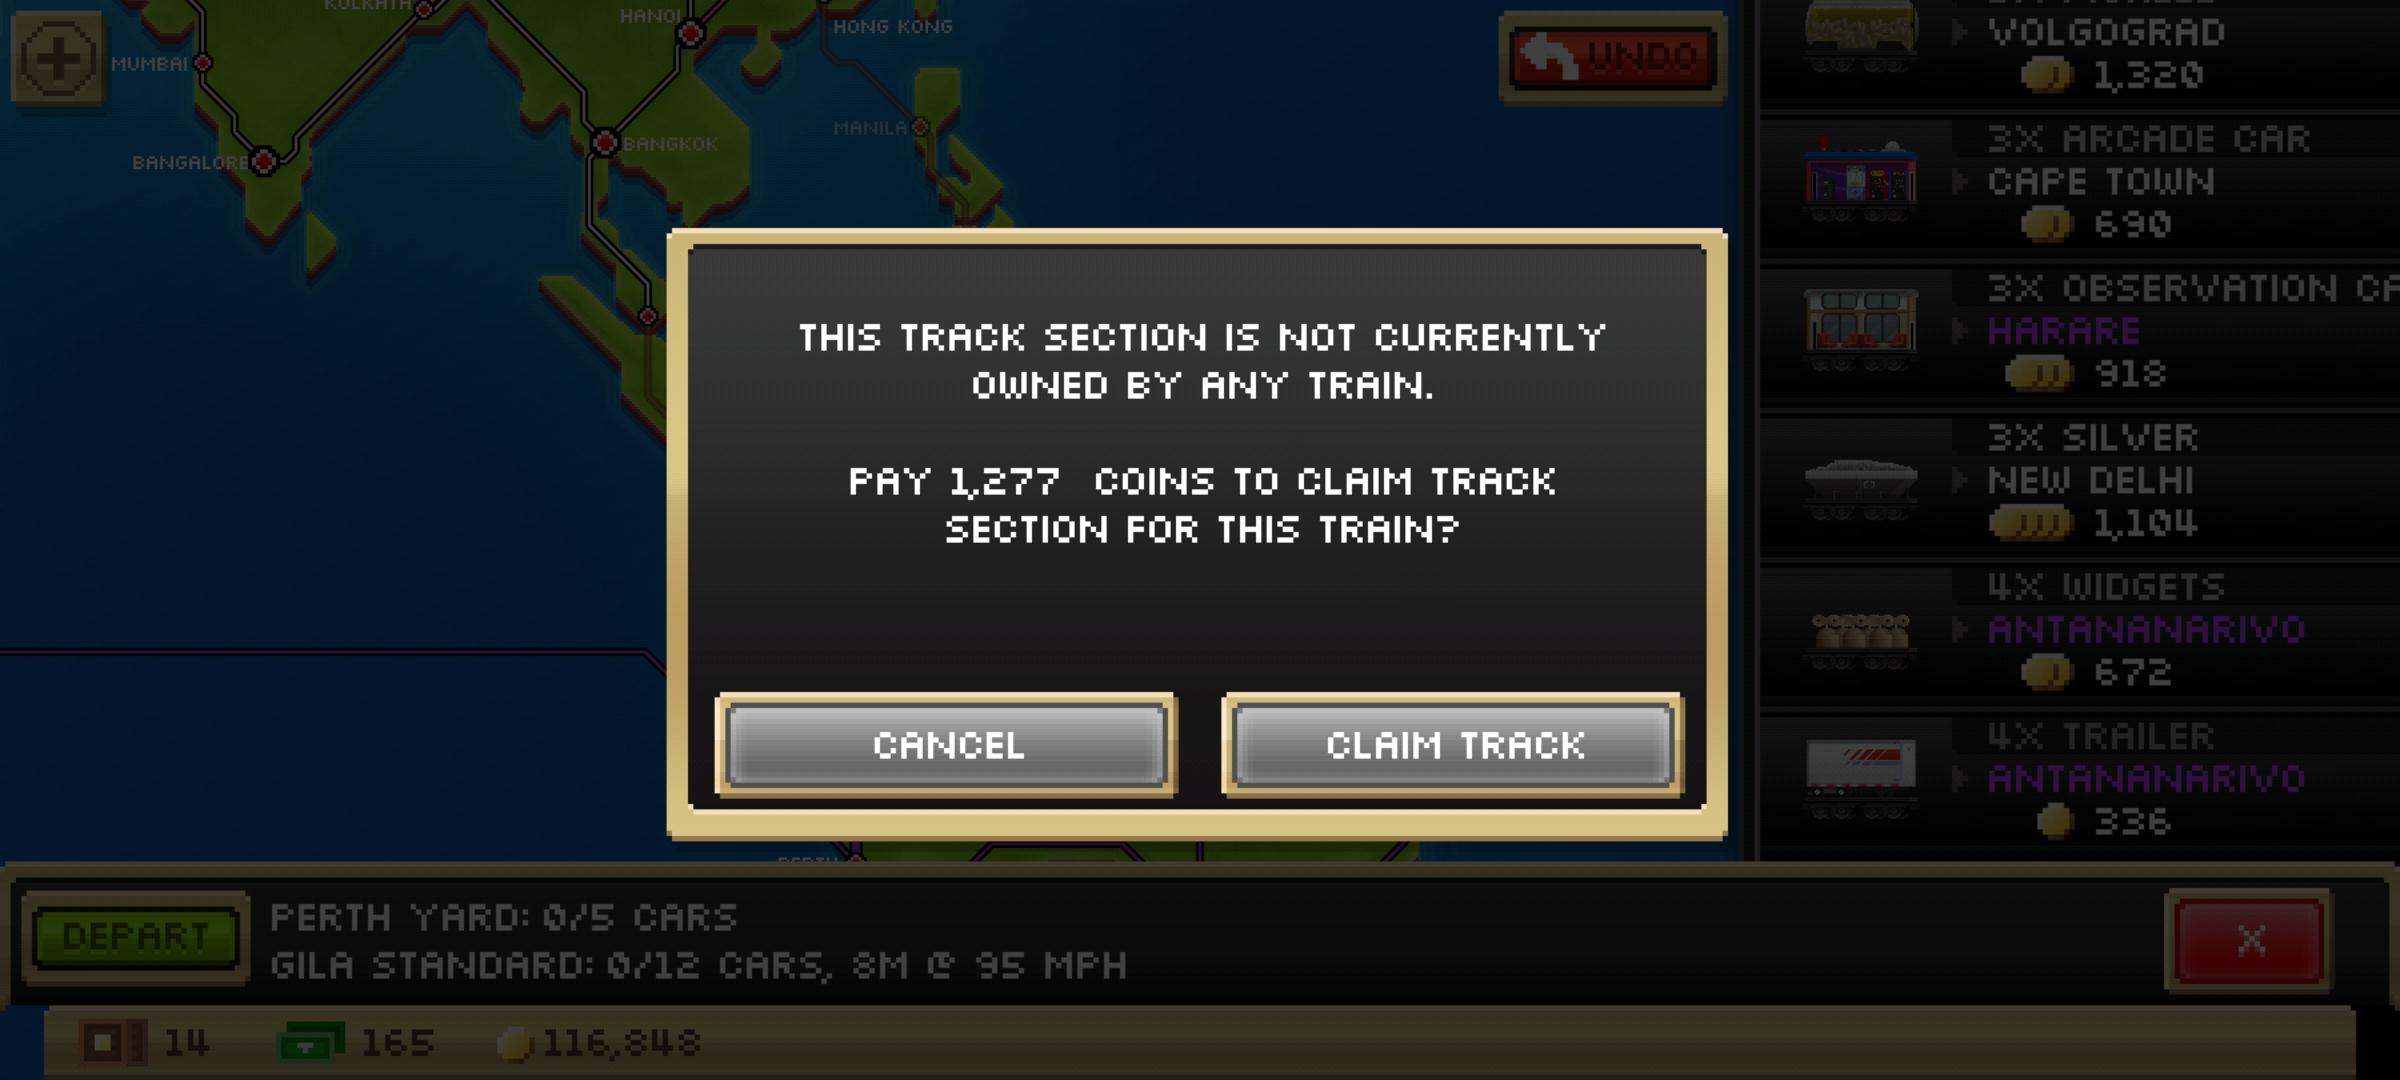 KOLKATA
HANOI
HONG KONG
MUMBAI
BANGALORE
BANGKOK
MANILA
UNDO
VOLGOGRAD
1,320
3X ARCADE CAR
CAPE TOWN
690
3X OBSERVATION
HARARE
918
3X SILVER
NEW DELHI
1,104
4X WIDGETS
ANTANANARIVO
672
4X TRAILER
ANTANANARIVO
336
THIS TRACK SECTION IS NOT CURRENTLY
OWNED BY ANY TRAIN.
PAY 1,277 COINS TO CLAIM TRACK
SECTION FOR THIS TRAIN?
CANCEL
CLAIM TRACK
PERTH
DEPART
PERTH YARD: 0/5 CARS
GILA STANDARD: 0/12 CARS, 8M @ 95 MPH
X
14
165
116,848